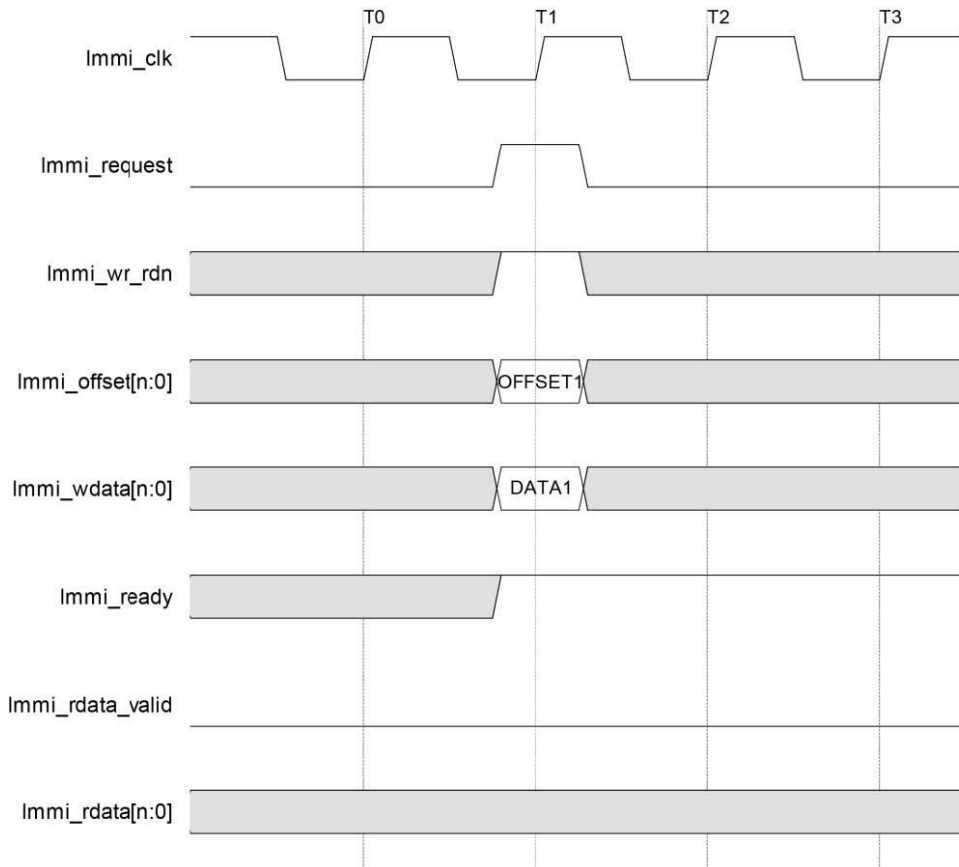 T0 T1 T2 T3
lmmi_clk
lmmi_request
lmmi_wr_rdn
lmmi_offset[n:0] OFFSET1
lmmi_wdata[n:0] DATA1
lmmi_ready
lmmi_rdata_valid
lmmi_rdata[n:0]